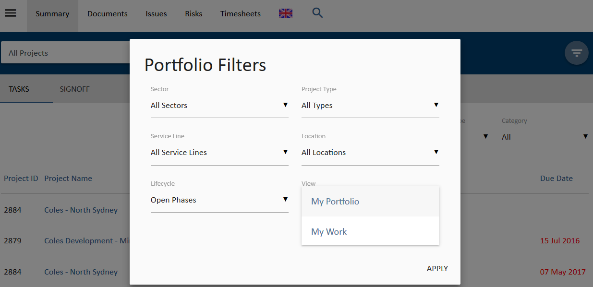 Summary Documents Issues Risks Timesheets
All Projects
Portfolio Filters
Sector Project Type
All Sectors All Types
Service Line Location
All Service Lines All Locations
Lifecycle View
Open Phases
My Portfolio
My Work
APPLY
TASKS SIGNOFF
Category
All
Project ID Project Name Due Date
2884 Coles - North Sydney
2879 Coles Development - 15 Jul 2016
2884 Coles - North Sydney 07 May 2017